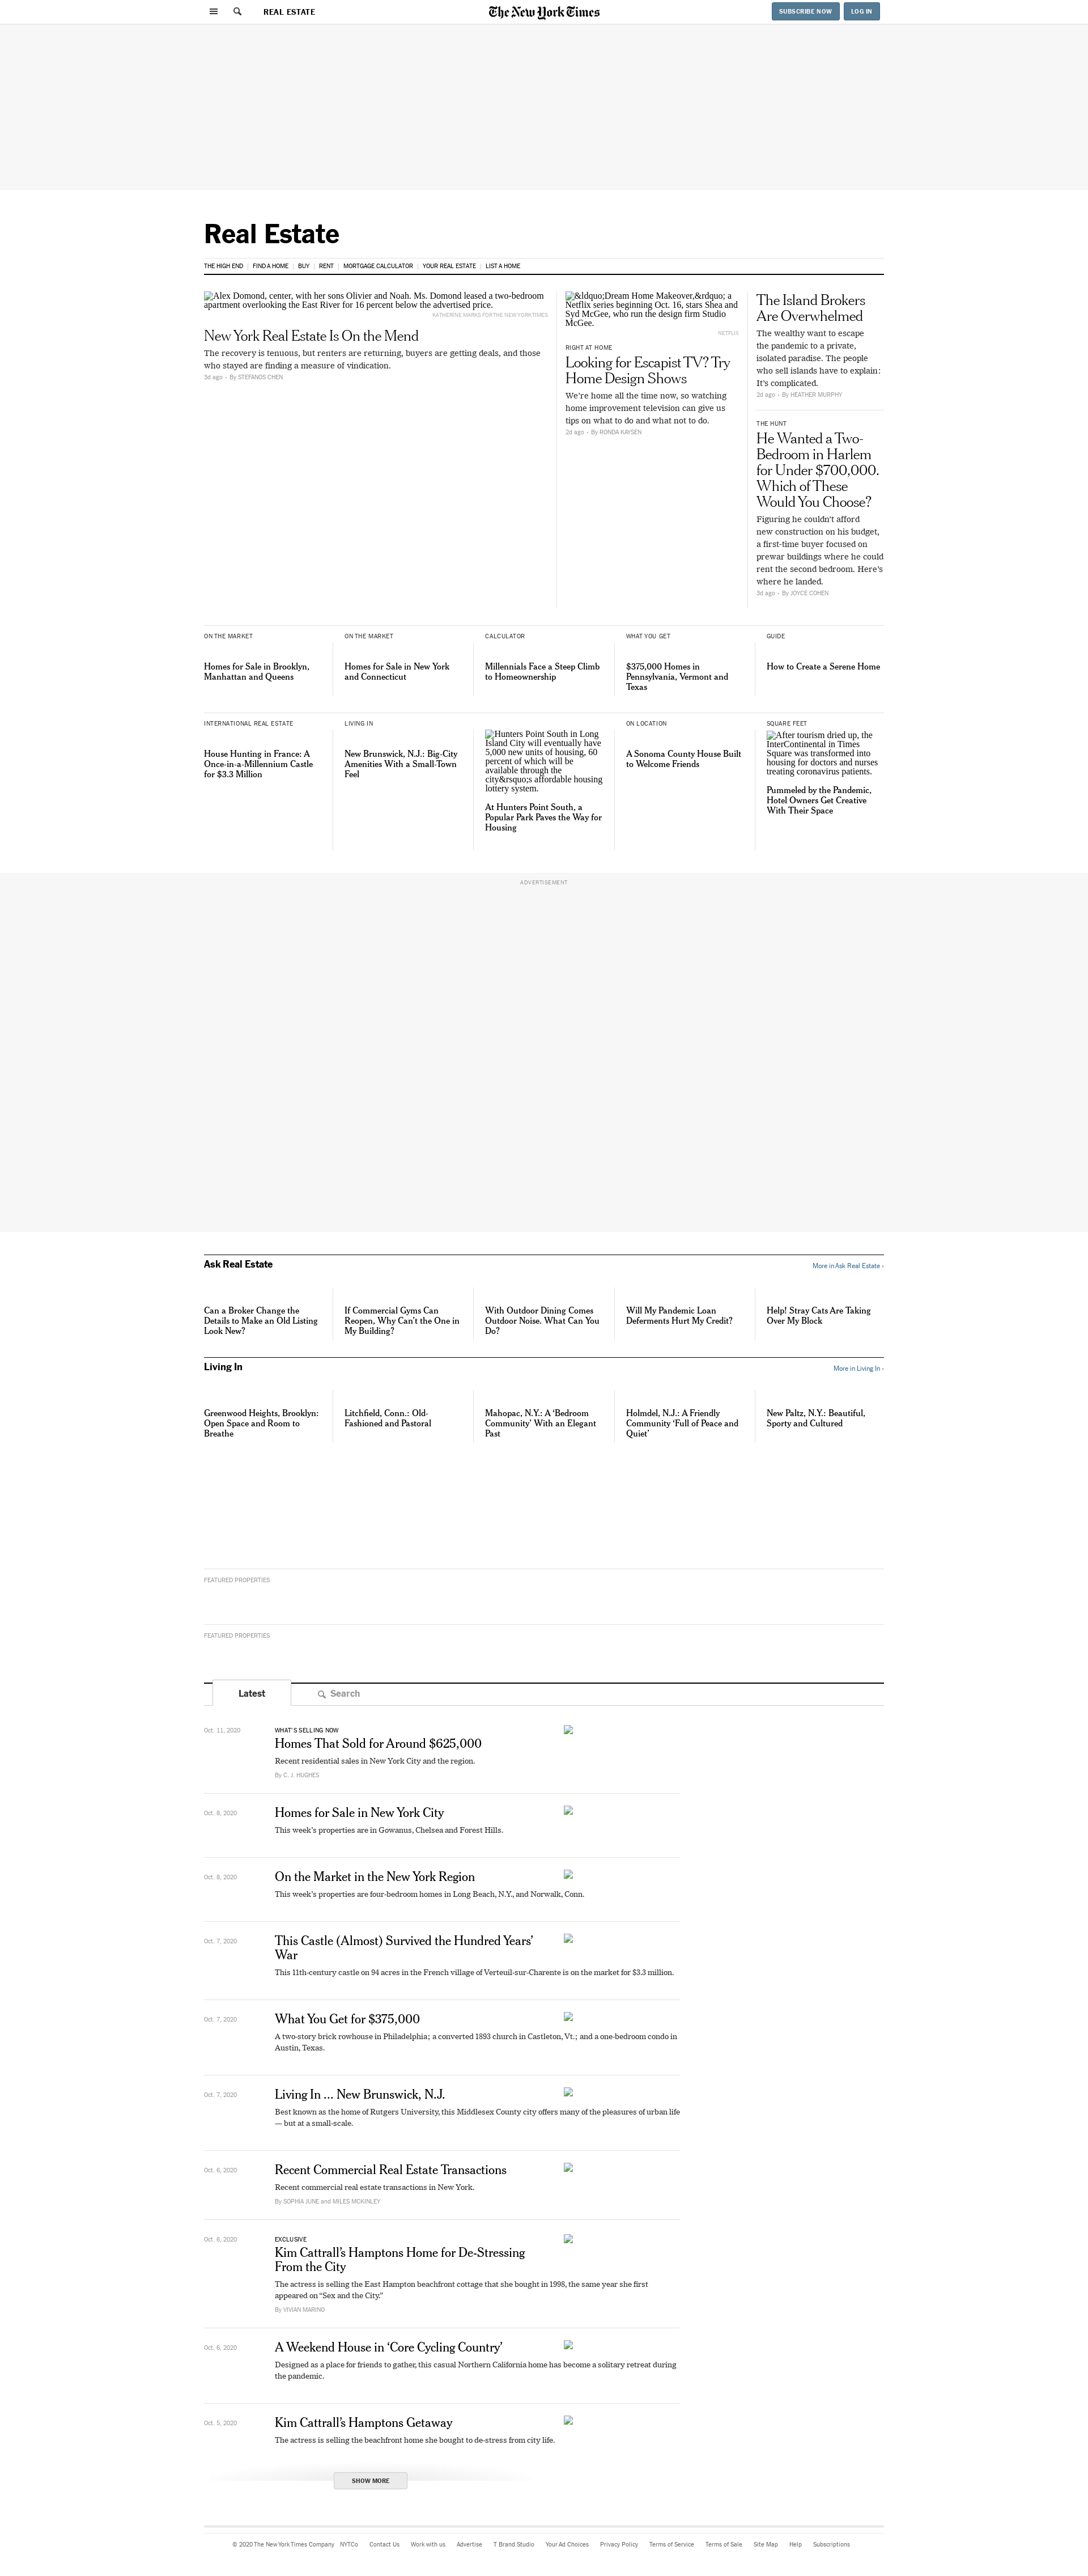 REAL ESTATE
The New York Times
SUBSCRIBE NOW
LOG IN
Real Estate
THE HIGH END | FIND A HOME | BUY | RENT | MORTGAGE CALCULATOR | YOUR REAL ESTATE | LIST A HOME
Alex Domond, center, with her sons Olivier and Noah. Ms. Domond leased a two-bedroom
apartment overlooking the East River for 16 percent below the advertised price.
KATHERINE MARKS FOR THE NEW YORK TIMES
New York Real Estate Is On the Mend
The recovery is tenuous, but renters are returning, buyers are getting deals, and those
who stayed are finding a measure of vindication.
3d ago • By STEFANOS CHEN
&ldquo;Dream Home Makeover,&rdquo; a
Netflix series beginning Oct. 16, stars Shea and
Syd McGee, who run the design firm Studio
McGee.
NETFLIX
RIGHT AT HOME
Looking for Escapist TV? Try
Home Design Shows
We’re home all the time now, so watching
home improvement television can give us
tips on what to do and what not to do.
2d ago • By RONDA KAYSEN
The Island Brokers
Are Overwhelmed
The wealthy want to escape
the pandemic to a private,
isolated paradise. The people
who sell islands have to explain:
It’s complicated.
2d ago • By HEATHER MURPHY
THE HUNT
He Wanted a Two-
Bedroom in Harlem
for Under $700,000.
Which of These
Would You Choose?
Figuring he couldn’t afford
new construction on his budget,
a first-time buyer focused on
prewar buildings where he could
rent the second bedroom. Here’s
where he landed.
3d ago • By JOYCE COHEN
ON THE MARKET
Homes for Sale in Brooklyn,
Manhattan and Queens
ON THE MARKET
Homes for Sale in New York
and Connecticut
CALCULATOR
Millennials Face a Steep Climb
to Homeownership
WHAT YOU GET
$375,000 Homes in
Pennsylvania, Vermont and
Texas
GUIDE
How to Create a Serene Home
INTERNATIONAL REAL ESTATE
House Hunting in France: A
Once-in-a-Millennium Castle
for $3.3 Million
LIVING IN
New Brunswick, N.J.: Big-City
Amenities With a Small-Town
Feel
Hunters Point South in Long
Island City will eventually have
5,000 new units of housing, 60
percent of which will be
available through the
city&rsquo;s affordable housing
lottery system.
At Hunters Point South, a
Popular Park Paves the Way for
Housing
ON LOCATION
A Sonoma County House Built
to Welcome Friends
SQUARE FEET
After tourism dried up, the
InterContinental in Times
Square was transformed into
housing for doctors and nurses
treating coronavirus patients.
Pummeled by the Pandemic,
Hotel Owners Get Creative
With Their Space
ADVERTISEMENT
Ask Real Estate
More in Ask Real Estate ›
Can a Broker Change the
Details to Make an Old Listing
Look New?
If Commercial Gyms Can
Reopen, Why Can’t the One in
My Building?
With Outdoor Dining Comes
Outdoor Noise. What Can You
Do?
Will My Pandemic Loan
Deferments Hurt My Credit?
Help! Stray Cats Are Taking
Over My Block
Living In
More in Living In ›
Greenwood Heights, Brooklyn:
Open Space and Room to
Breathe
Litchfield, Conn.: Old-
Fashioned and Pastoral
Mahopac, N.Y.: A ‘Bedroom
Community’ With an Elegant
Past
Holmdel, N.J.: A Friendly
Community ‘Full of Peace and
Quiet’
New Paltz, N.Y.: Beautiful,
Sporty and Cultured
FEATURED PROPERTIES
FEATURED PROPERTIES
Latest
Search
Oct. 11, 2020
WHAT'S SELLING NOW
Homes That Sold for Around $625,000
Recent residential sales in New York City and the region.
By C. J. HUGHES
Oct. 8, 2020
Homes for Sale in New York City
This week’s properties are in Gowanus, Chelsea and Forest Hills.
Oct. 8, 2020
On the Market in the New York Region
This week’s properties are four-bedroom homes in Long Beach, N.Y., and Norwalk, Conn.
Oct. 7, 2020
This Castle (Almost) Survived the Hundred Years’
War
This 11th-century castle on 94 acres in the French village of Verteuil-sur-Charente is on the market for $3.3 million.
Oct. 7, 2020
What You Get for $375,000
A two-story brick rowhouse in Philadelphia; a converted 1893 church in Castleton, Vt.; and a one-bedroom condo in
Austin, Texas.
Oct. 7, 2020
Living In ... New Brunswick, N.J.
Best known as the home of Rutgers University, this Middlesex County city offers many of the pleasures of urban life
— but at a small-scale.
Oct. 6, 2020
Recent Commercial Real Estate Transactions
Recent commercial real estate transactions in New York.
By SOPHIA JUNE and MILES MCKINLEY
Oct. 6, 2020
EXCLUSIVE
Kim Cattrall’s Hamptons Home for De-Stressing
From the City
The actress is selling the East Hampton beachfront cottage that she bought in 1998, the same year she first
appeared on “Sex and the City.”
By VIVIAN MARINO
Oct. 6, 2020
A Weekend House in ‘Core Cycling Country’
Designed as a place for friends to gather, this casual Northern California home has become a solitary retreat during
the pandemic.
Oct. 5, 2020
Kim Cattrall’s Hamptons Getaway
The actress is selling the beachfront home she bought to de-stress from city life.
SHOW MORE
© 2020 The New York Times Company NYTCo Contact Us Work with us Advertise T Brand Studio Your Ad Choices Privacy Policy Terms of Service Terms of Sale Site Map Help Subscriptions